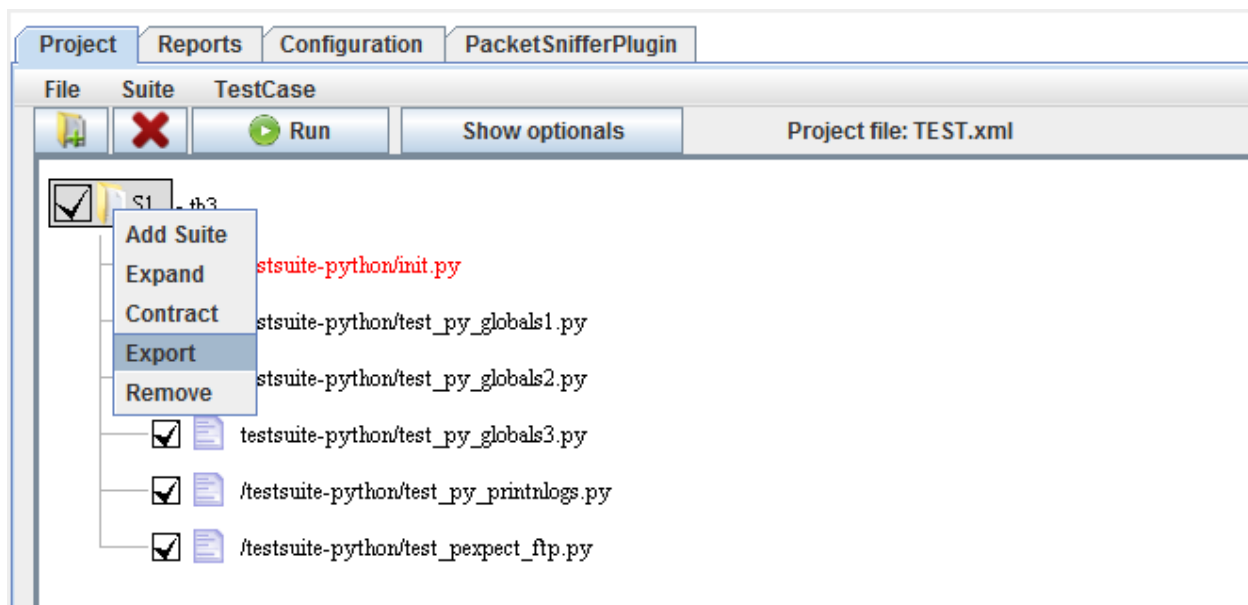 Project Reports Configuration PacketSnifferPlugin
File Suite TestCase
Run Show optionals Project file: TEST.xml
S1 - tb3
Add Suite
stsuite-python/init.py
Expand
Contract
stsuite-python/test_py_globals1.py
Export
stsuite-python/test_py_globals2.py
Remove
testsuite-python/test_py_globals3.py
/testsuite-python/test_py_printnlogs.py
/testsuite-python/test_pexpect_ftp.py